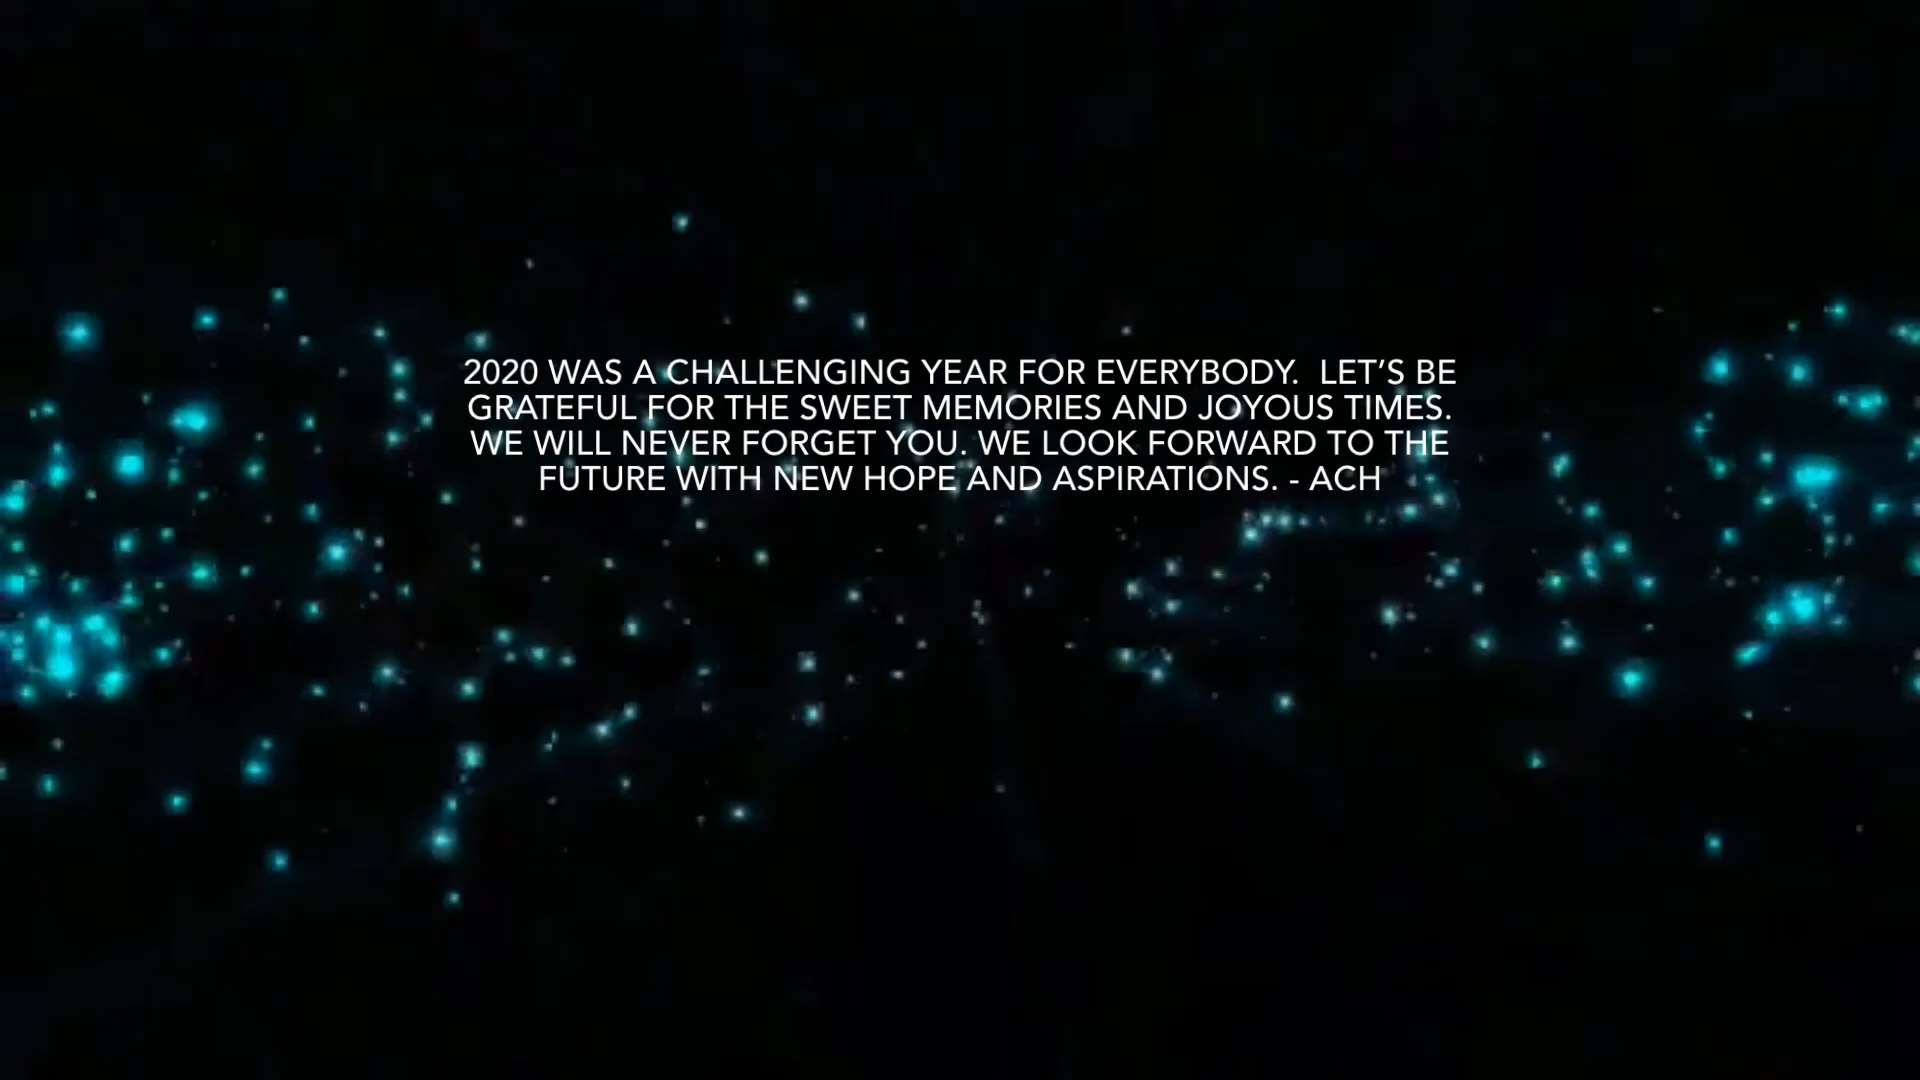 2020 WAS A CHALLENGING YEAR FOR EVERYBODY.  LET’S BE
GRATEFUL FOR THE SWEET MEMORIES AND JOYOUS TIMES.
WE WILL NEVER FORGET YOU. WE LOOK FORWARD TO THE
FUTURE WITH NEW HOPE AND ASPIRATIONS. - ACH